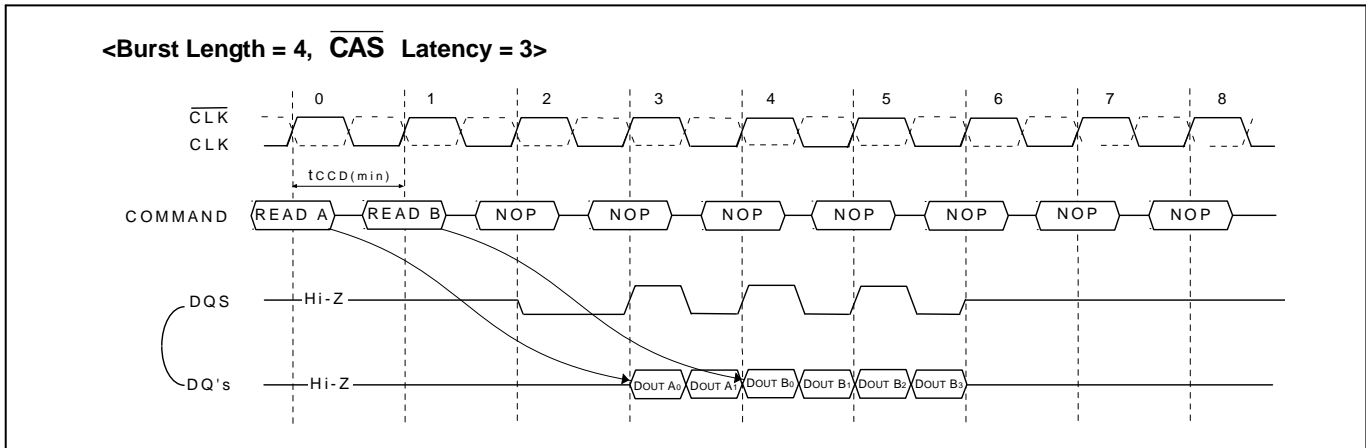 <Burst Length = 4, CAS Latency = 3>
0 1 2 3 4 5 6 7 8
CLK
CLK
tCCD(min)
COMMAND READ A READ B NOP NOP NOP NOP NOP NOP NOP
DQS Hi-Z
DQ's Hi-Z DOUT A0 DOUT A1 DOUT B0 DOUT B1 DOUT B2 DOUT B3